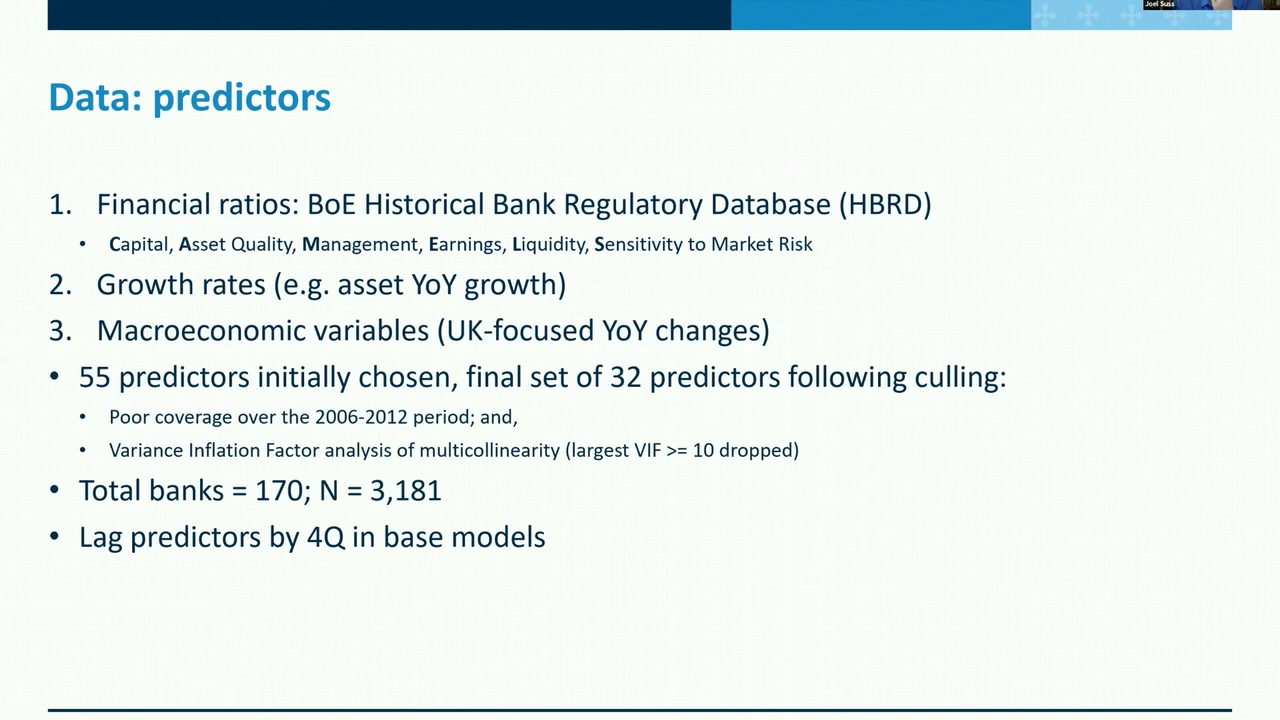 Joel Suss
Data: predictors
1. Financial ratios: BoE Historical Bank Regulatory Database (HBRD)
• Capital, Asset Quality, Management, Earnings, Liquidity, Sensitivity to Market Risk
2. Growth rates (e.g. asset YoY growth)
3. Macroeconomic variables (UK-focused YoY changes)
• 55 predictors initially chosen, final set of 32 predictors following culling:
• Poor coverage over the 2006-2012 period; and,
• Variance Inflation Factor analysis of multicollinearity (largest VIF >= 10 dropped)
• Total banks = 170; N = 3,181
• Lag predictors by 4Q in base models